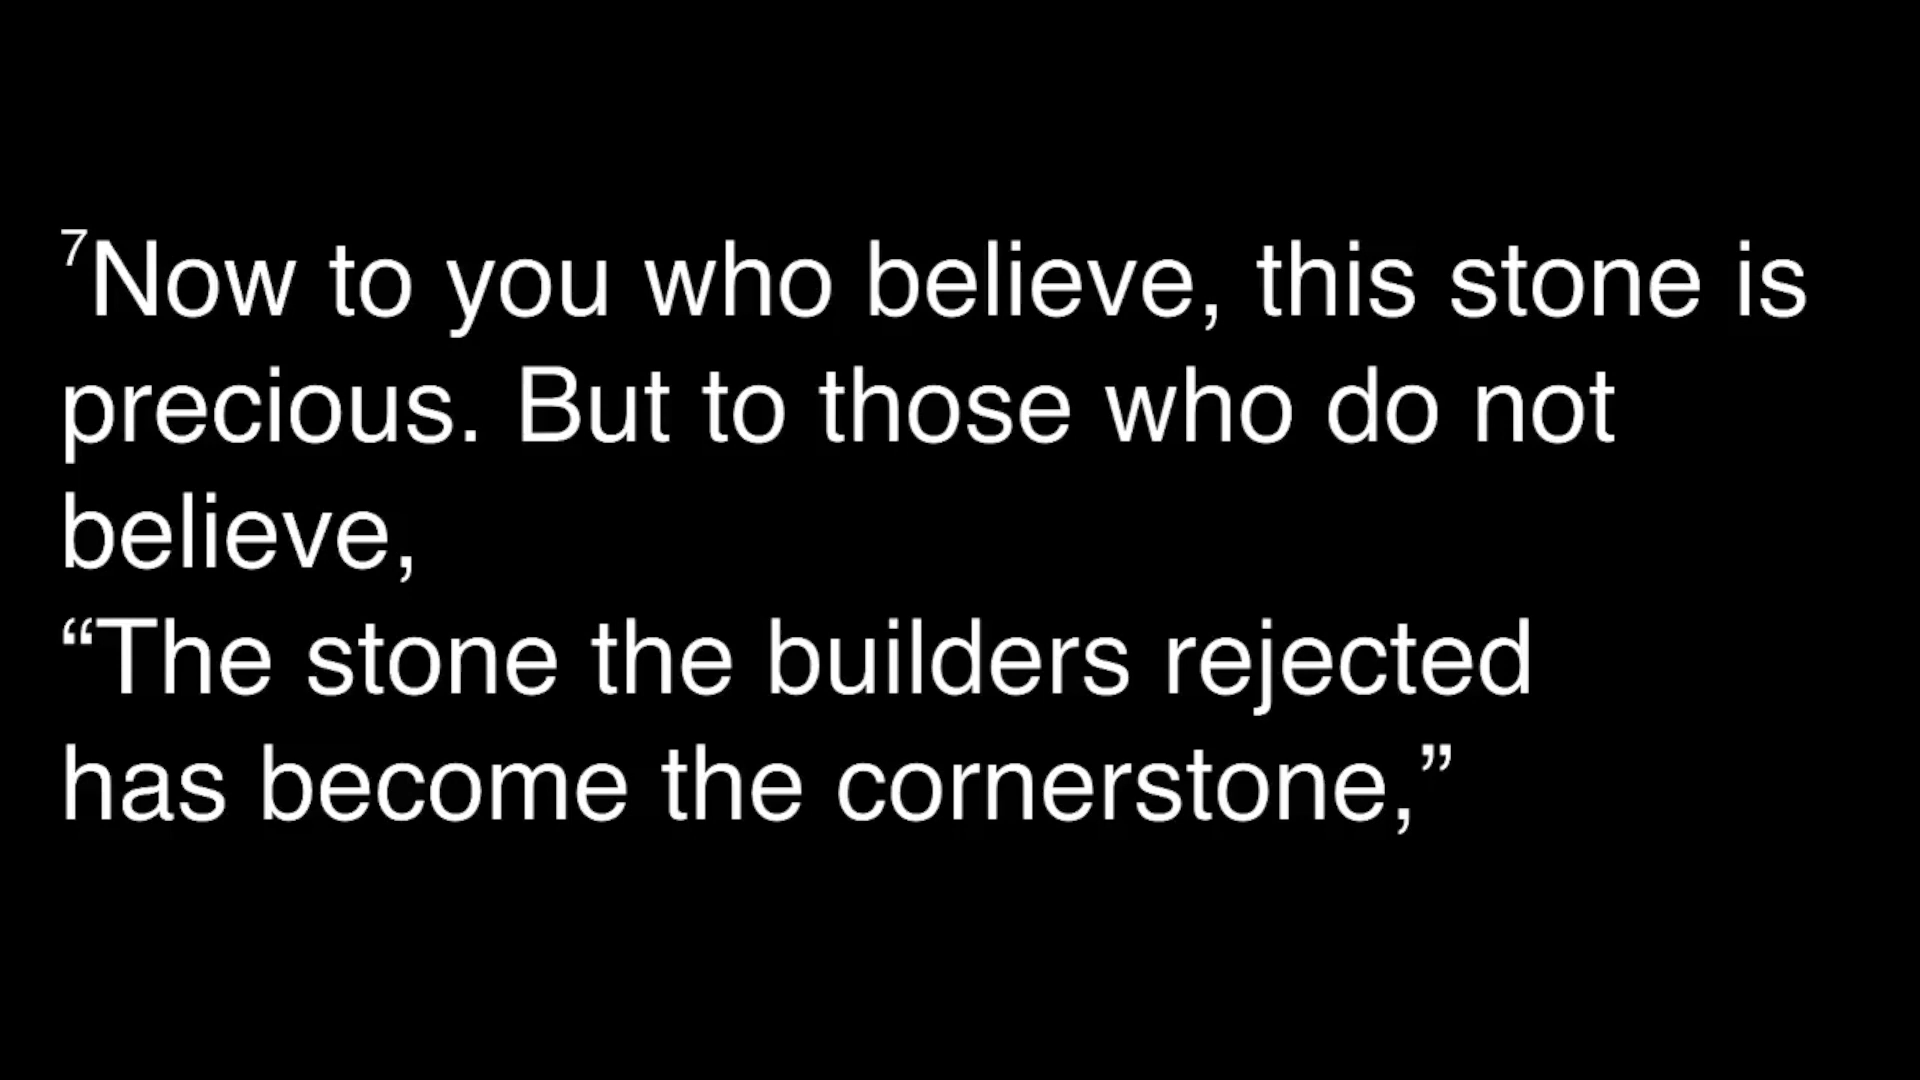 ⁷Now to you who believe, this stone is
precious. But to those who do not
believe,
“The stone the builders rejected
has become the cornerstone,”